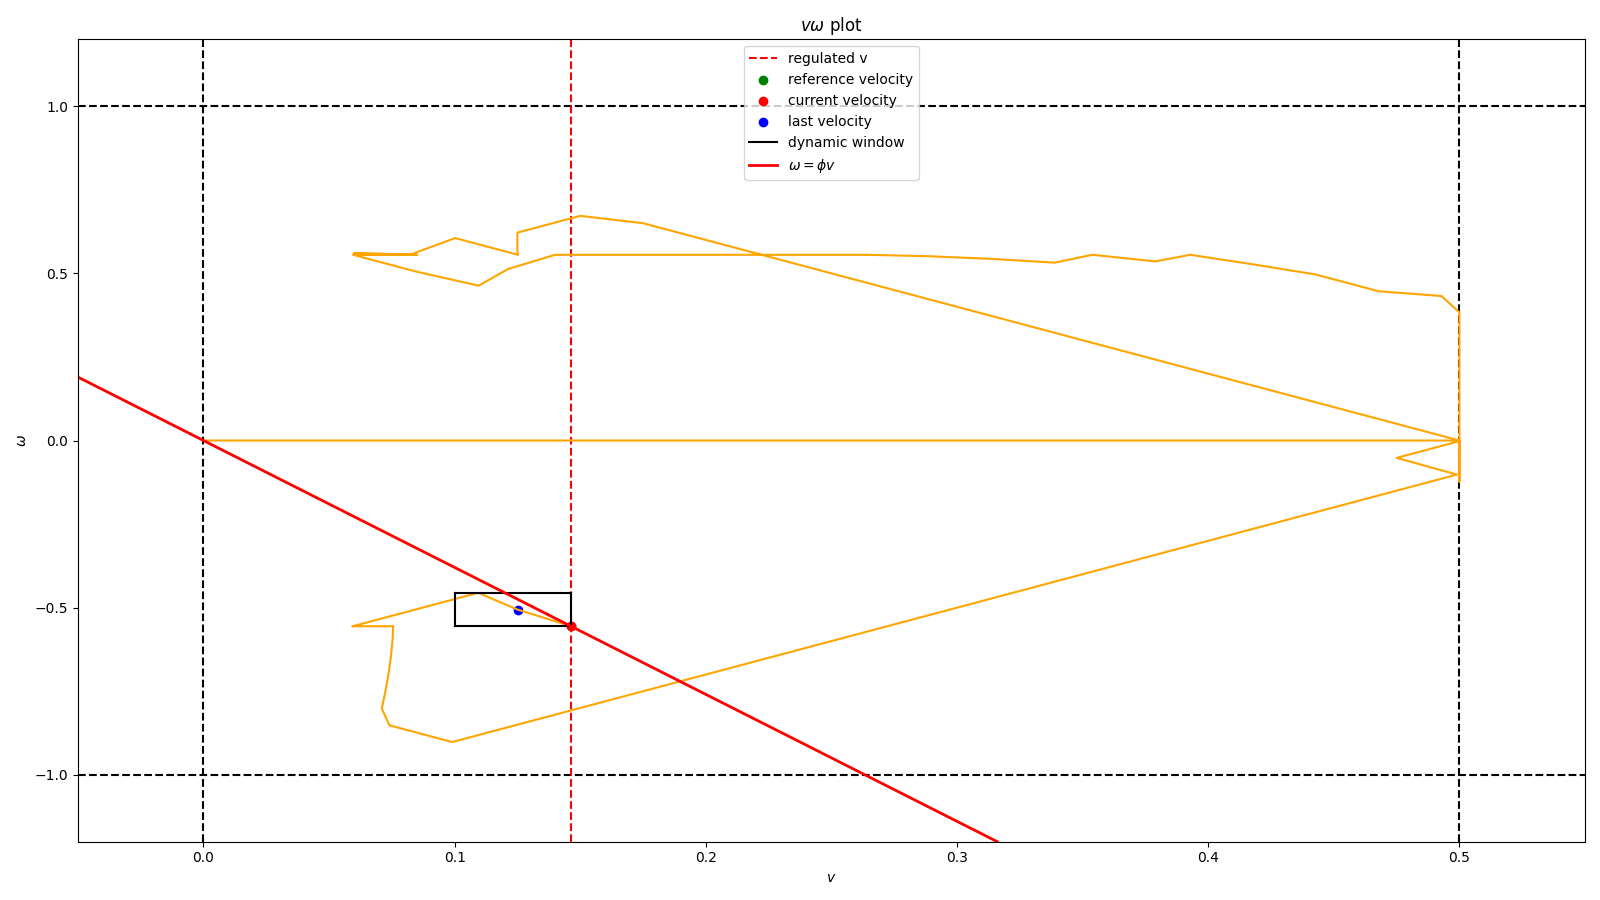 vω plot
regulated v
reference velocity
current velocity
last velocity
dynamic window
ω = ϕv
1.0
0.5
0.0
−0.5
−1.0
ω
0.0 0.1 0.2 0.3 0.4 0.5
v